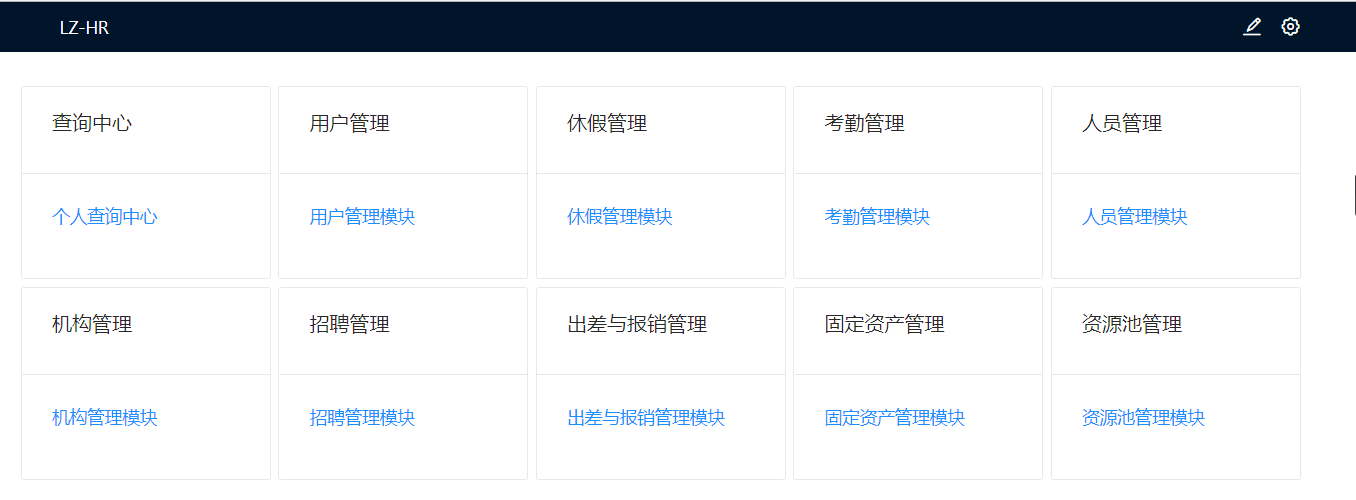 LZ-HR
查询中心
用户管理
休假管理
考勤管理
人员管理
个人查询中心
用户管理模块
休假管理模块
考勤管理模块
人员管理模块
机构管理
招聘管理
出差与报销管理
固定资产管理
资源池管理
机构管理模块
招聘管理模块
出差与报销管理模块
固定资产管理模块
资源池管理模块